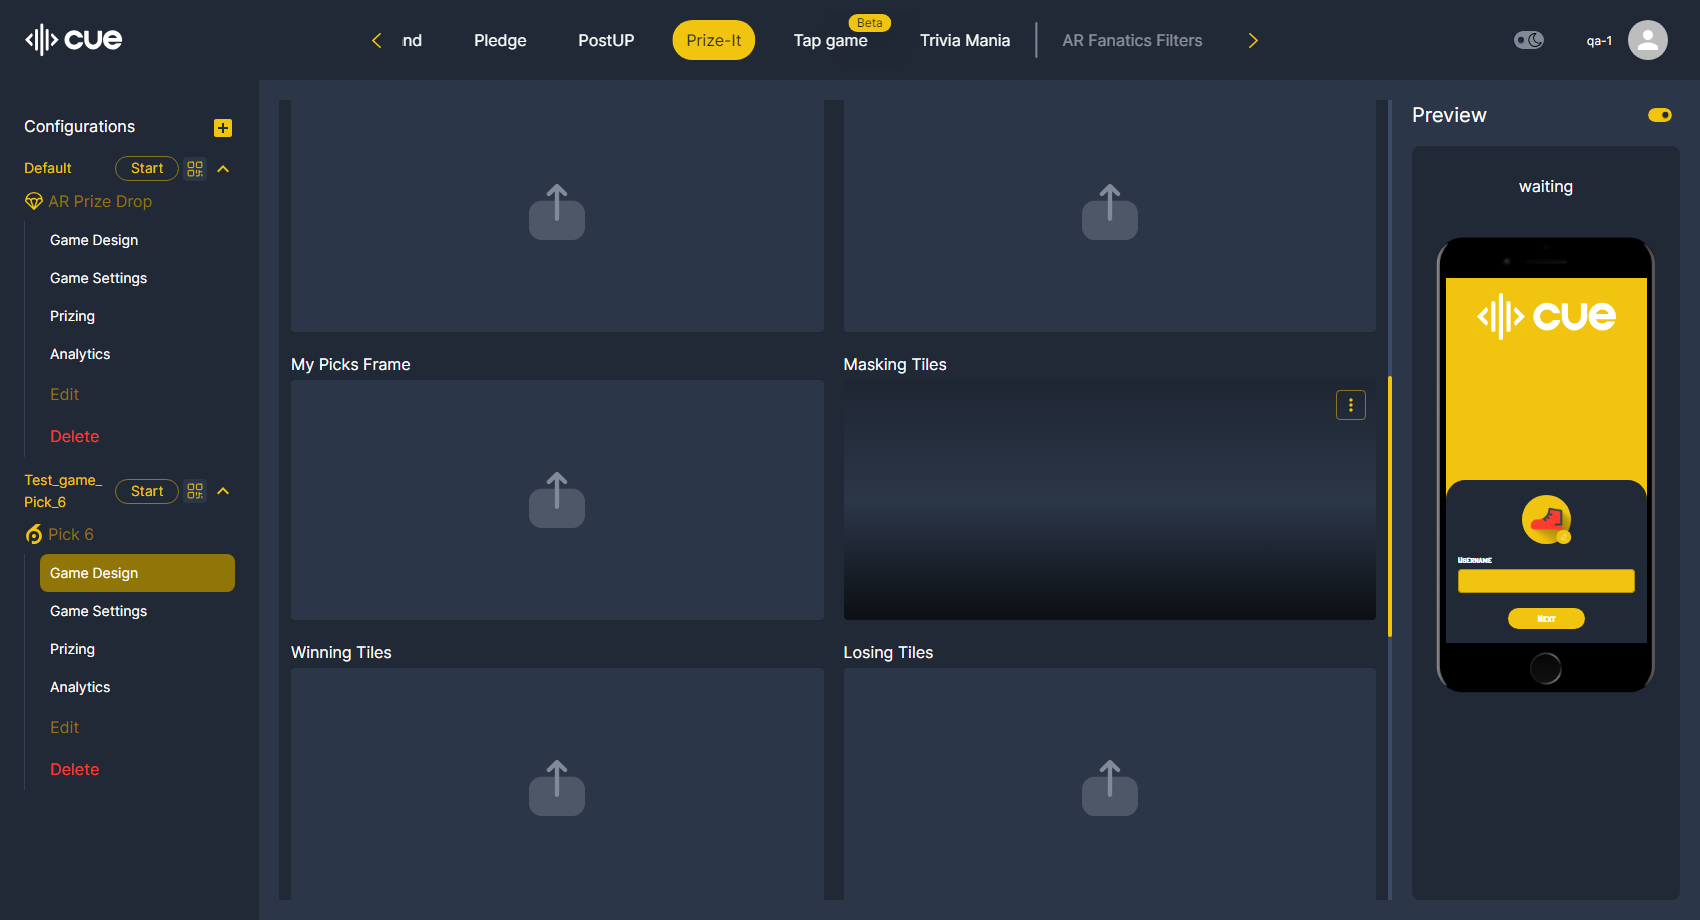 cue
nd
Pledge
PostUP
Prize-It
Beta
Tap game
Trivia Mania
AR Fanatics Filters
qa-1
Configurations
Default
Start
AR Prize Drop
Game Design
Game Settings
Prizing
Analytics
Edit
Delete
Test_game_
Pick_6
Start
Pick 6
Game Design
Game Settings
Prizing
Analytics
Edit
Delete
My Picks Frame
Masking Tiles
Winning Tiles
Losing Tiles
Preview
waiting
cue
Username
Next